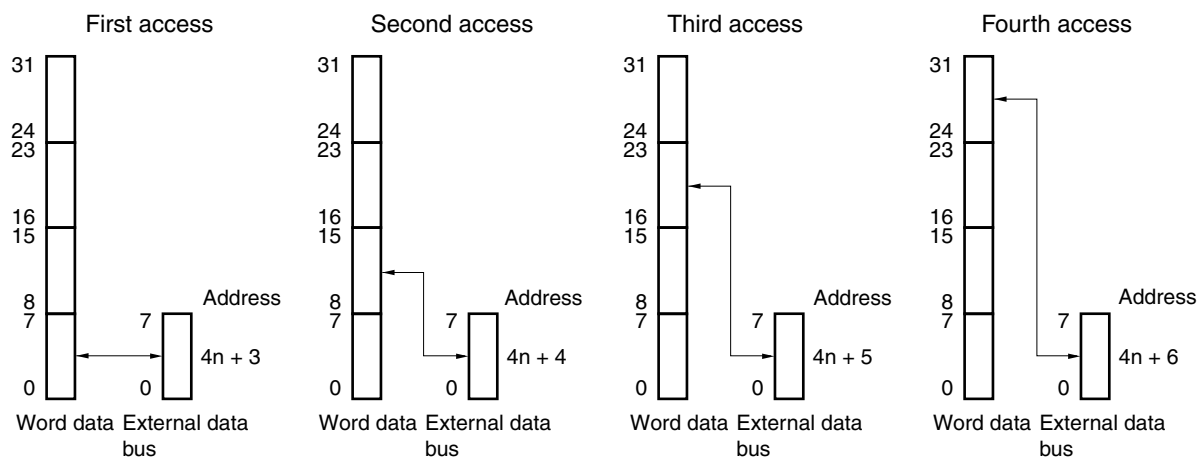 First access
31
24
23
16
15
8
7
0
Address
7
4n + 3
0
Word data External data
bus
Second access
31
24
23
16
15
8
7
0
Address
7
4n + 4
0
Word data External data
bus
Third access
31
24
23
16
15
8
7
0
Address
7
4n + 5
0
Word data External data
bus
Fourth access
31
24
23
16
15
8
7
0
Address
7
4n + 6
0
Word data External data
bus